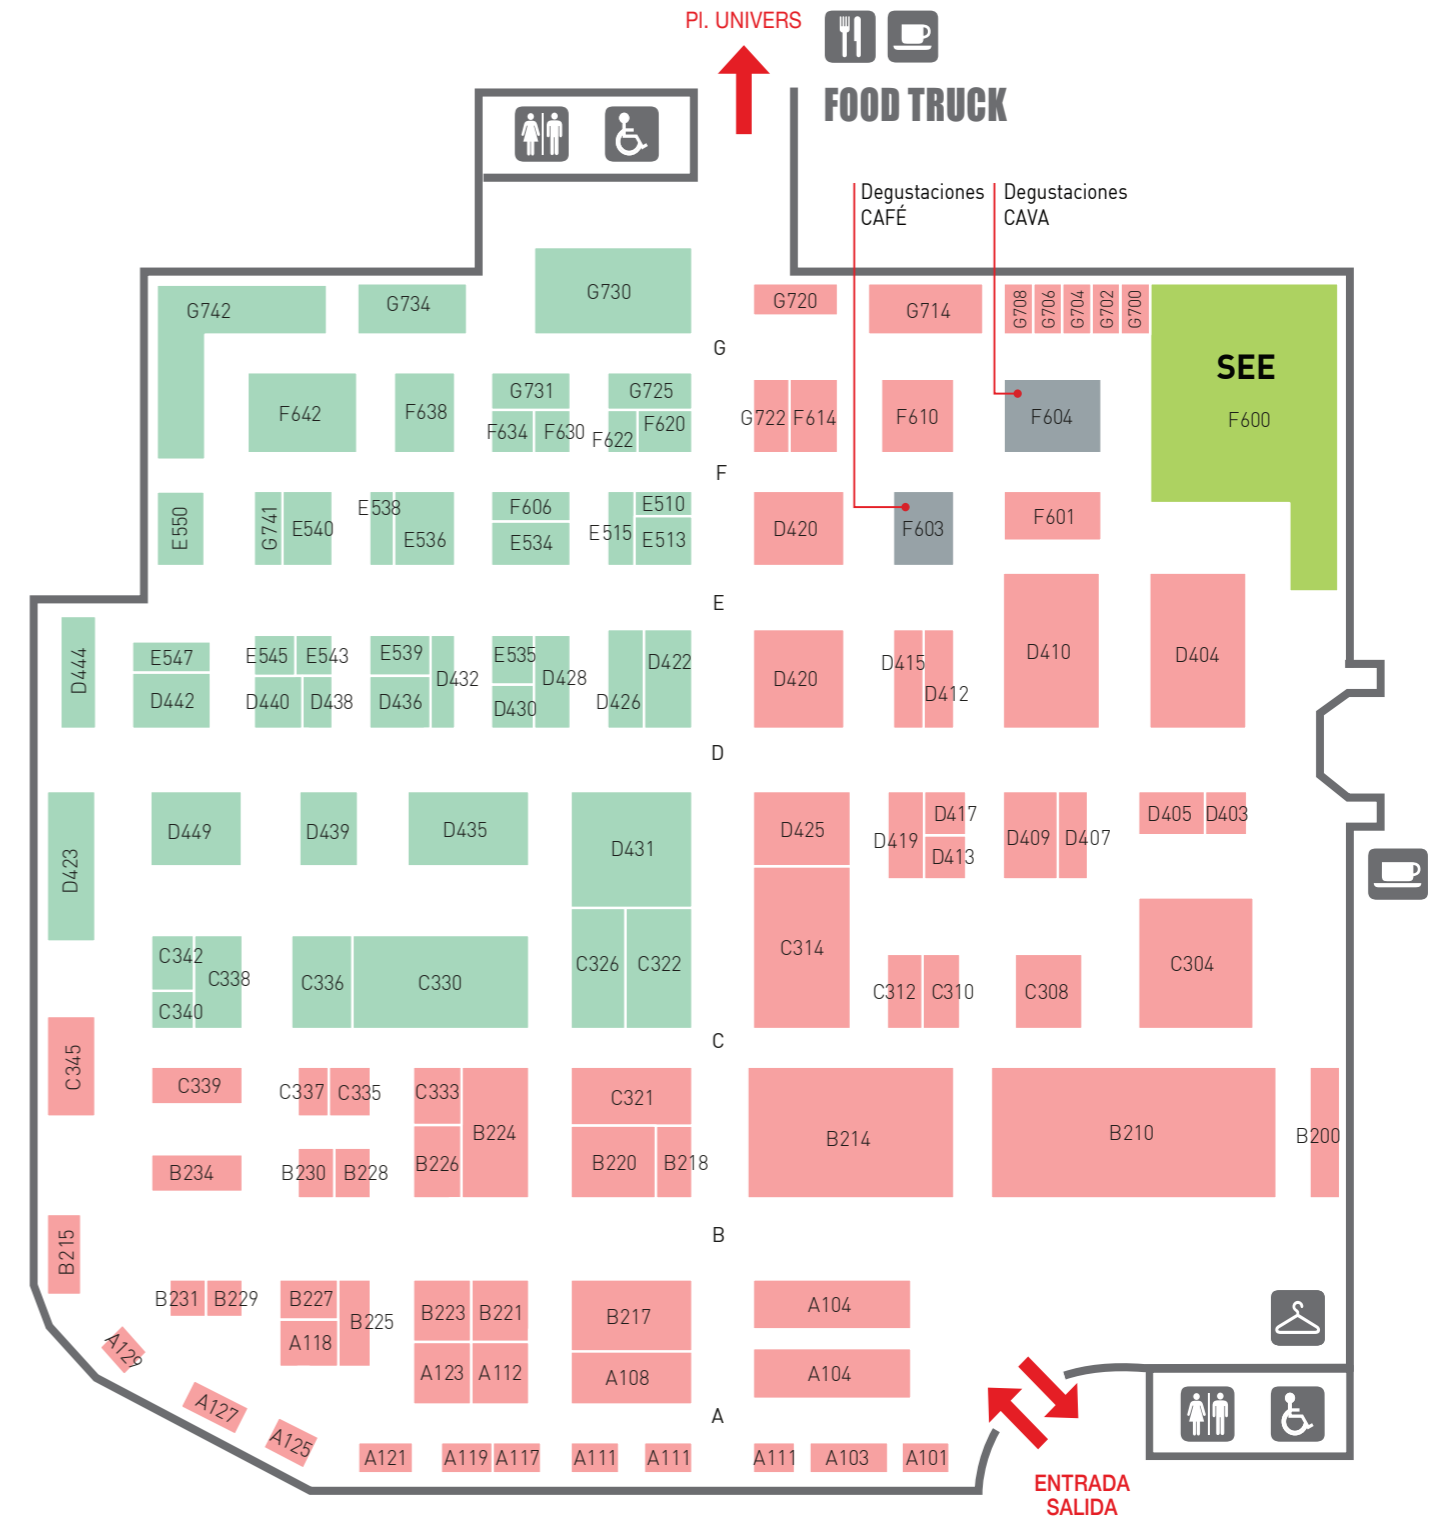 Pl. UNIVERS
FOOD TRUCK
Degustaciones
CAFÉ
Degustaciones
CAVA
G742
G734
G730
G720
G714
G708
G706
G704
G702
G700
SEE
F600
G
F642
F638
G731
F634
F630
G725
F622
F620
G722
F614
F610
F604
F
E550
G741
E540
E538
E536
F606
E534
E515
E510
E513
D420
F603
F601
E
D444
E547
D442
E545
E543
D440
D438
E539
D436
D432
E535
D430
D428
D426
D422
D420
D415
D412
D410
D404
D
D423
D449
D439
D435
D431
D425
D419
D417
D413
D409
D407
D405
D403
C342
C340
C338
C336
C330
C326
C322
C314
C312
C310
C308
C304
C
C345
C339
C337
C335
C333
B224
B226
C321
B220
B218
B214
B210
B200
B234
B230
B228
B
B215
B231
B229
B227
A118
B225
B223
B221
A123
A112
B217
A108
A104
A104
A129
A127
A125
A
A121
A119
A117
A111
A111
A111
A103
A101
ENTRADA
SALIDA